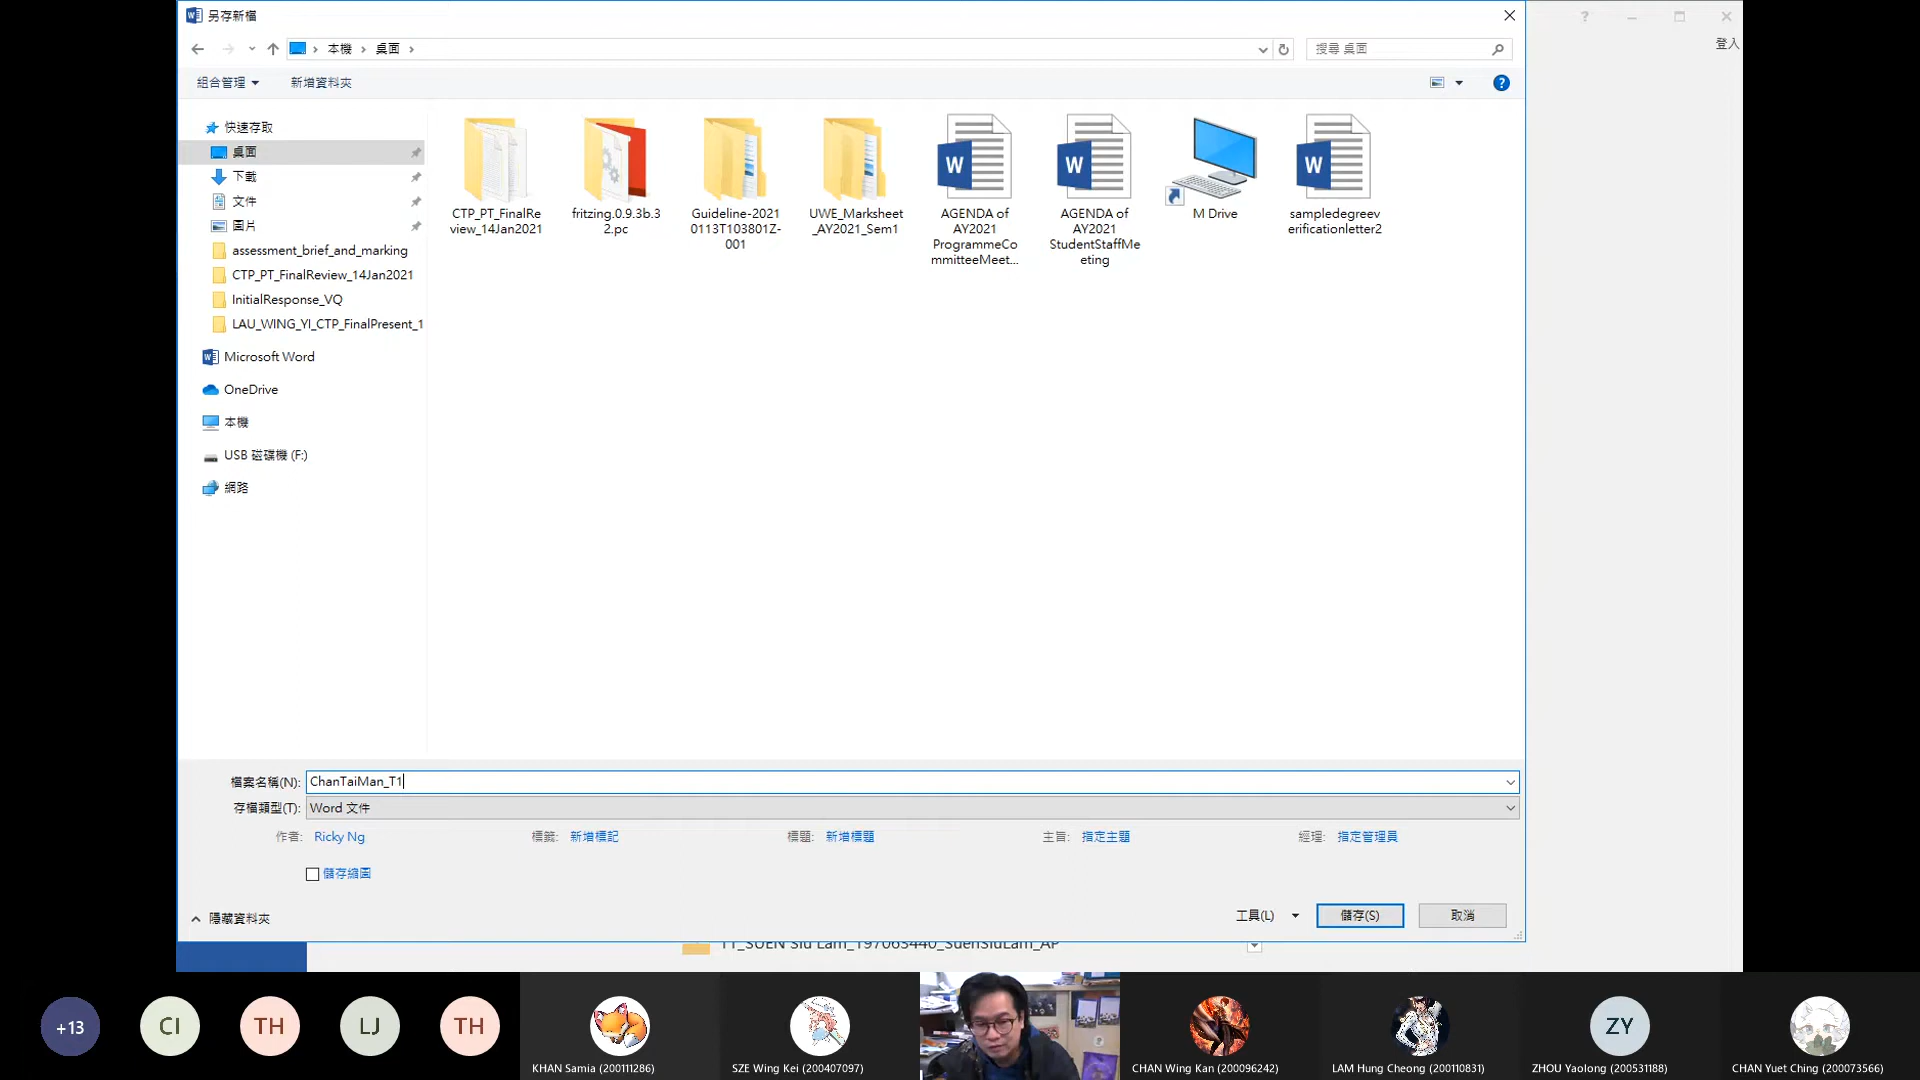 另存新檔
登入
本機
桌面
搜尋 桌面
組合管理
新增資料夾
快速存取
桌面
下載
文件
圖片
assessment_brief_and_marking
CTP_PT_FinalReview_14Jan2021
InitialResponse_VQ
LAU_WING_YI_CTP_FinalPresent_1
Microsoft Word
OneDrive
本機
USB 磁碟機 (F:)
網路
CTP_PT_FinalRe
view_14Jan2021
fritzing.0.9.3b.3
2.pc
Guideline-2021
0113T103801Z-
001
UWE_Marksheet
_AY2021_Sem1
AGENDA of
AY2021
ProgrammeCo
mmitteeMeet...
AGENDA of
AY2021
StudentStaffMe
eting
M Drive
sampledegreev
erificationletter2
檔案名稱(N):
ChanTaiMan_T1
存檔類型(T):
Word 文件
作者:
Ricky Ng
標籤:
新增標記
標題:
新增標題
主旨:
指定主題
經理:
指定管理員
儲存縮圖
隱藏資料夾
工具(L)
儲存(S)
取消
+13
CI
TH
LJ
TH
KHAN Samia (200111286)
SZE Wing Kei (200407097)
CHAN Wing Kan (200096242)
LAM Hung Cheong (200110831)
ZY
ZHOU Yaolong (200531188)
CHAN Yuet Ching (200073566)